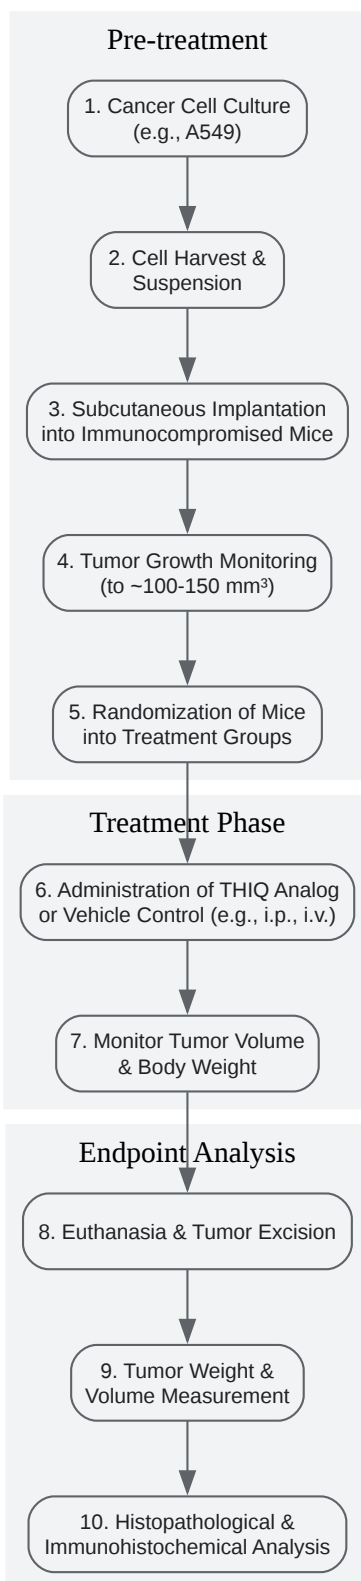 Pre-treatment
1. Cancer Cell Culture
(e.g., A549)
2. Cell Harvest &
Suspension
3. Subcutaneous Implantation
into Immunocompromised Mice
4. Tumor Growth Monitoring
(to ~100-150 mm³)
5. Randomization of Mice
into Treatment Groups
Treatment Phase
6. Administration of THIQ Analog
or Vehicle Control (e.g., i.p., i.v.)
7. Monitor Tumor Volume
& Body Weight
Endpoint Analysis
8. Euthanasia & Tumor Excision
9. Tumor Weight &
Volume Measurement
10. Histopathological &
Immunohistochemical Analysis